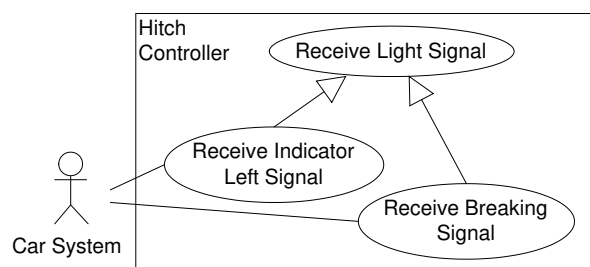 Hitch
Controller
Receive Light Signal
Receive Indicator
Left Signal
Receive Breaking
Signal
Car System